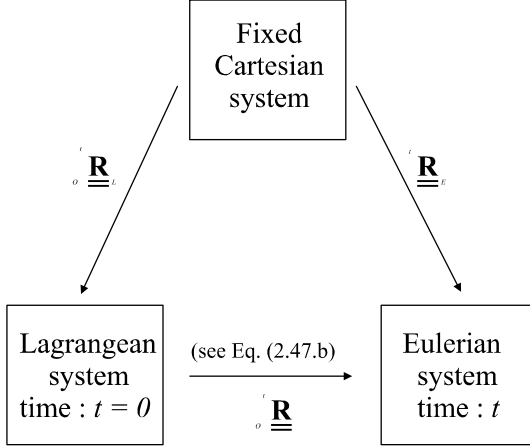 Fixed
Cartesian
system
t
o R L
t
R E
Lagrangean
system
time : t = 0
(see Eq. (2.47.b)
t
o R
Eulerian
system
time : t